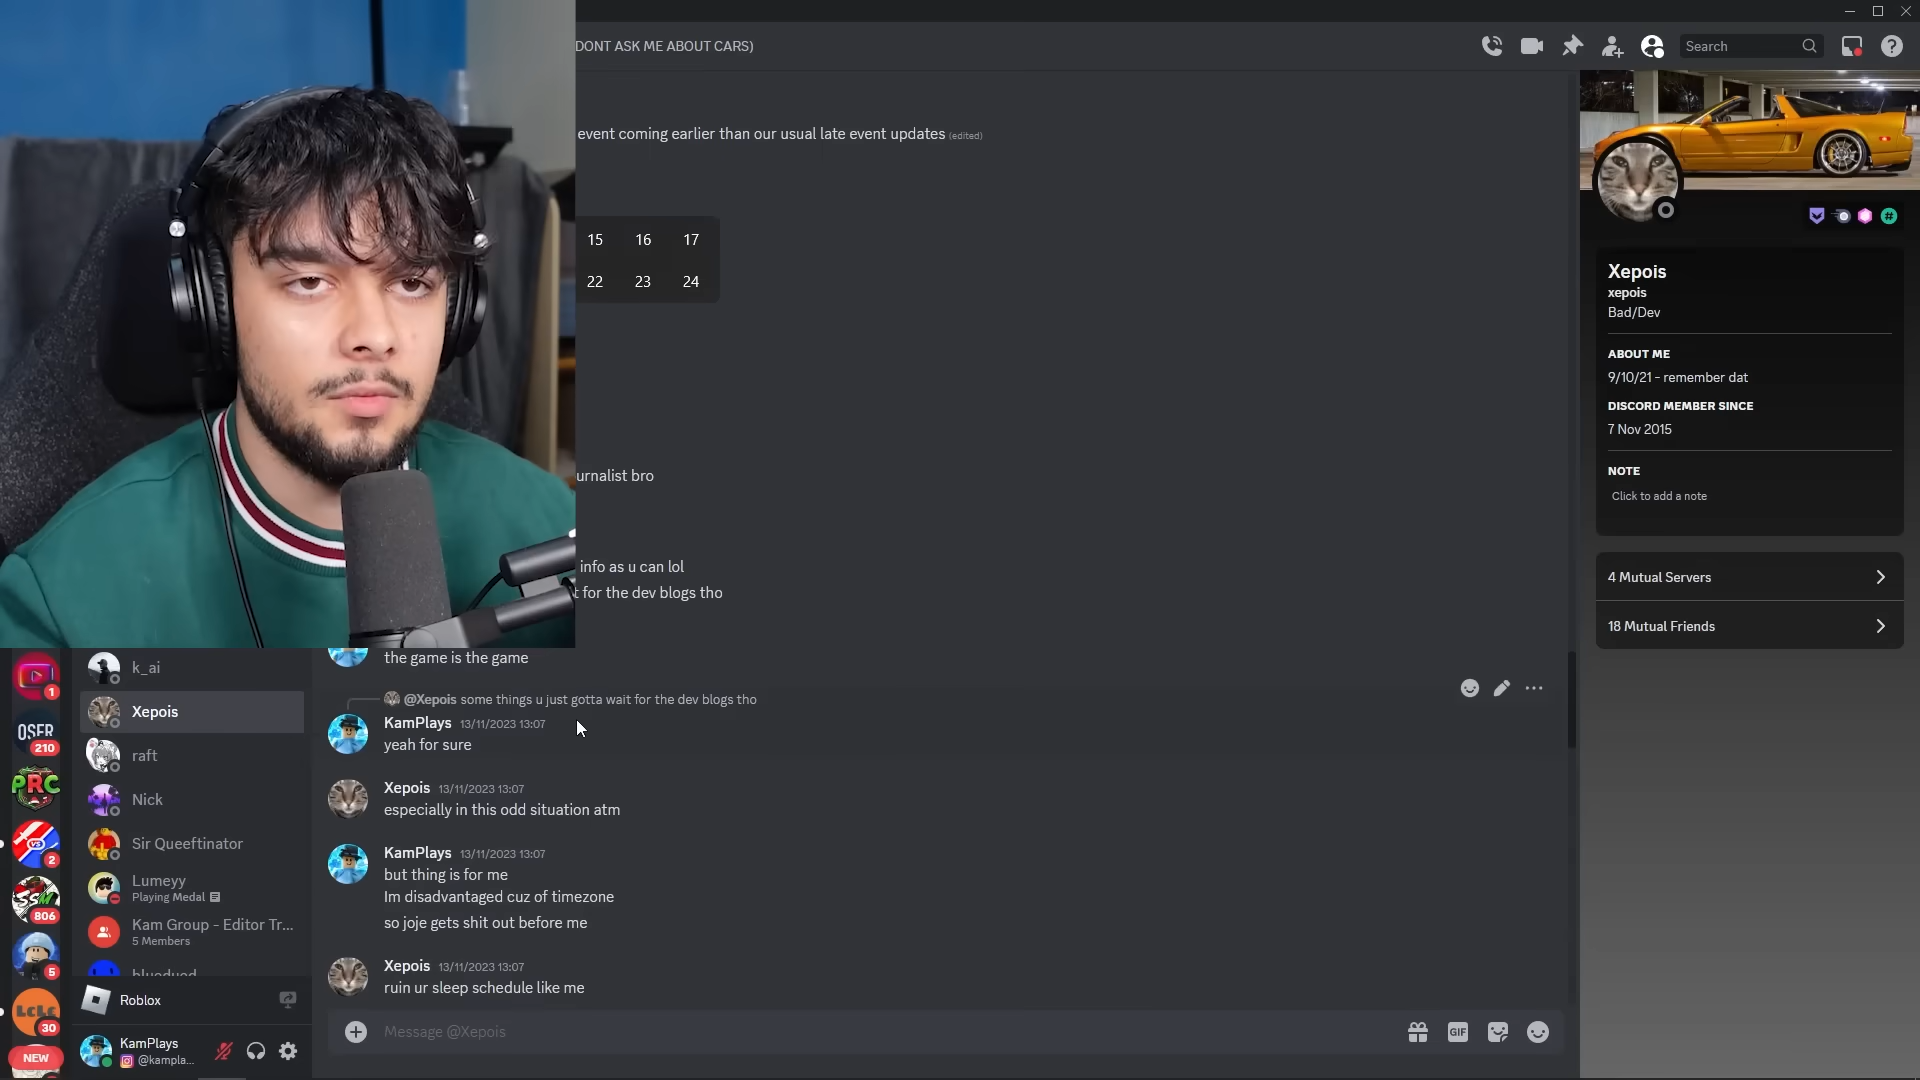 DONT ASK ME ABOUT CARS)
Search
event coming earlier than our usual late event updates (edited)
15 16 17
22 23 24
urnalist bro
info as u can lol
t for the dev blogs tho
the game is the game
@Xepois some things u just gotta wait for the dev blogs tho
KamPlays 13/11/2023 13:07
yeah for sure
Xepois 13/11/2023 13:07
especially in this odd situation atm
KamPlays 13/11/2023 13:07
but thing is for me
Im disadvantaged cuz of timezone
so joje gets shit out before me
Xepois 13/11/2023 13:07
ruin ur sleep schedule like me
Message @Xepois
GIF
Xepois
xepois
Bad/Dev
ABOUT ME
9/10/21 - remember dat
DISCORD MEMBER SINCE
7 Nov 2015
NOTE
Click to add a note
4 Mutual Servers
18 Mutual Friends
k_ai
Xepois
raft
Nick
Sir Queeftinator
Lumeyy
Playing Medal
Kam Group - Editor Tr...
5 Members
bluedued
Roblox
KamPlays
@kampla...
1
OSER
210
PRC
VS
2
SSM
806
5
LcLc
30
NEW